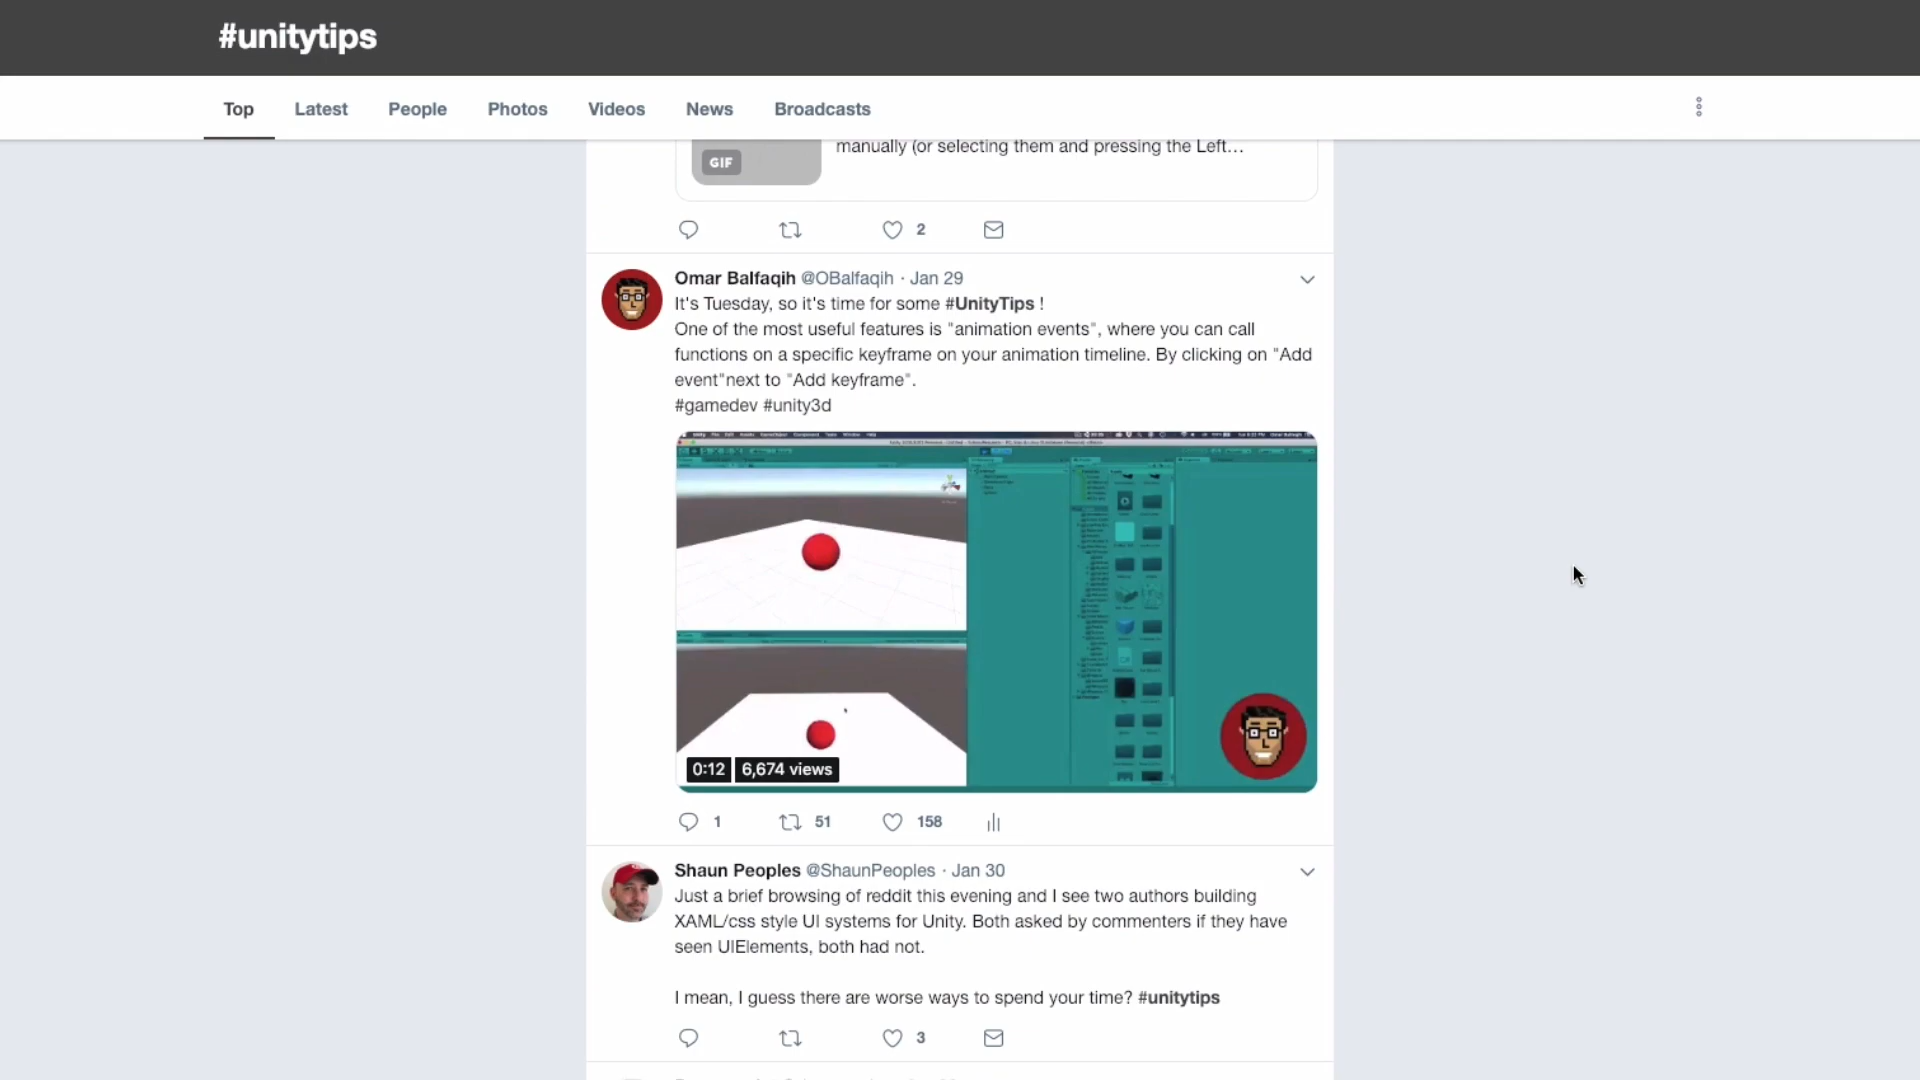 #unitytips
Top Latest People Photos Videos News Broadcasts
GIF
manually (or selecting them and pressing the Left...
2
Omar Balfaqih @OBalfaqih · Jan 29
It's Tuesday, so it's time for some #UnityTips !
One of the most useful features is "animation events", where you can call
functions on a specific keyframe on your animation timeline. By clicking on "Add
event"next to "Add keyframe".
#gamedev #unity3d
0:12 6,674 views
1 51 158
Shaun Peoples @ShaunPeoples · Jan 30
Just a brief browsing of reddit this evening and I see two authors building
XAML/css style UI systems for Unity. Both asked by commenters if they have
seen UIElements, both had not.
I mean, I guess there are worse ways to spend your time? #unitytips
3